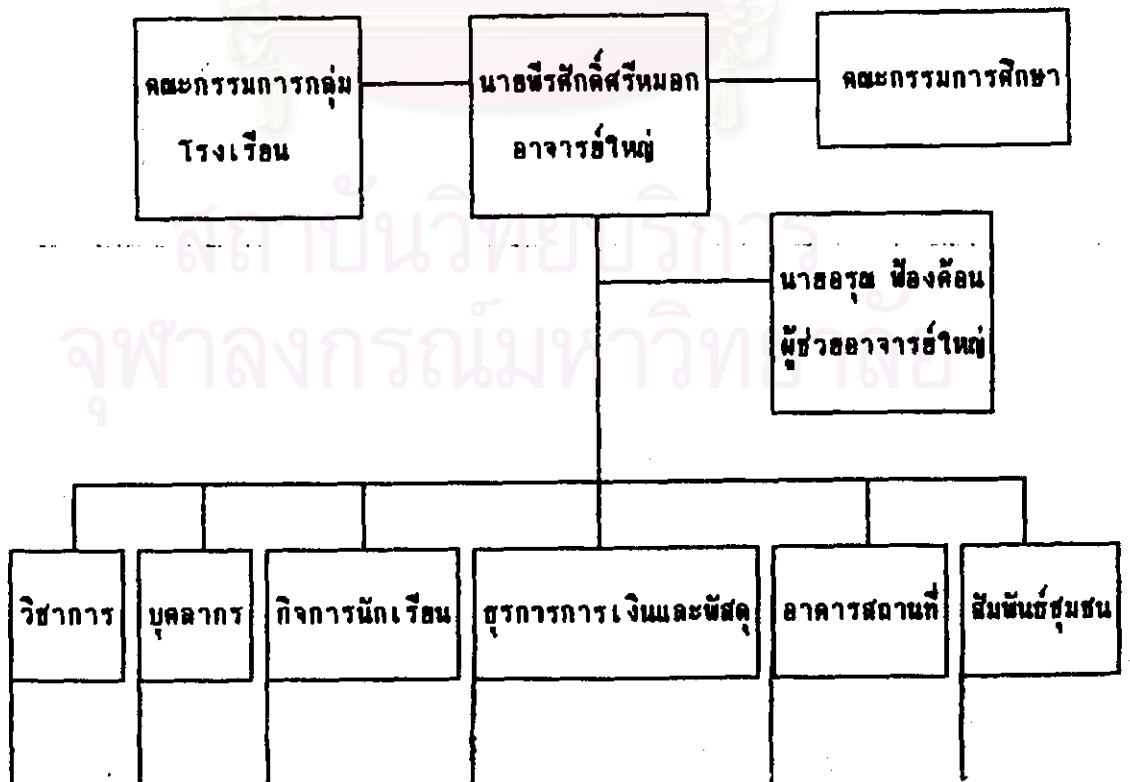 คณะกรรมการกลุ่ม
โรงเรียน
นายพีรศักดิ์ศรีหมอก
อาจารย์ใหญ่
คณะกรรมการศึกษา
นายอรุณ ฟองค้อน
ผู้ช่วยอาจารย์ใหญ่
สถาบันวิทยบริการ
จุฬาลงกรณ์มหาวิทยาลัย
วิชาการ
บุคลากร
กิจการนักเรียน
ธุรการการเงินและพัสดุ
อาคารสถานที่
สัมพันธ์ชุมชน